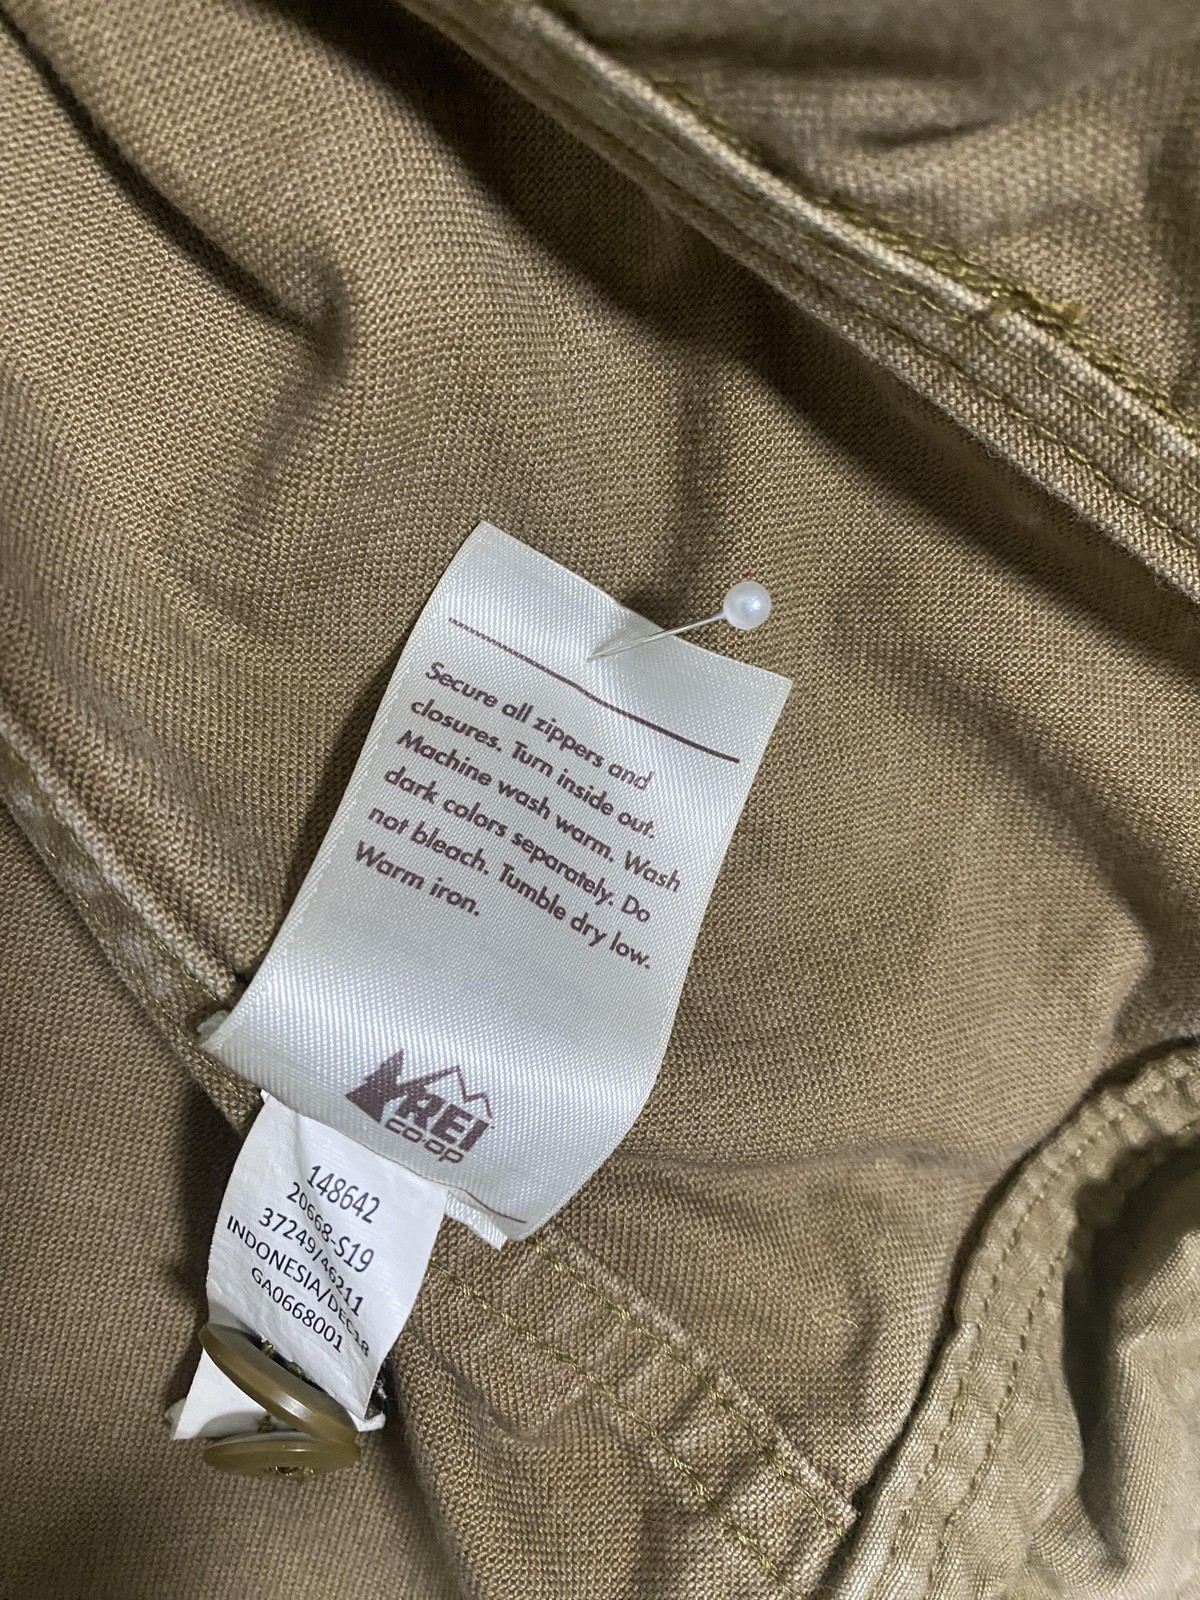 Secure all zippers and
closures. Turn inside out.
Machine wash warm. Wash
dark colors separately. Do
not bleach. Tumble dry low.
Warm iron.
REI
CO·OP
148642
20668-S19
37249/46211
INDONESIA/DEC18
GA0668001